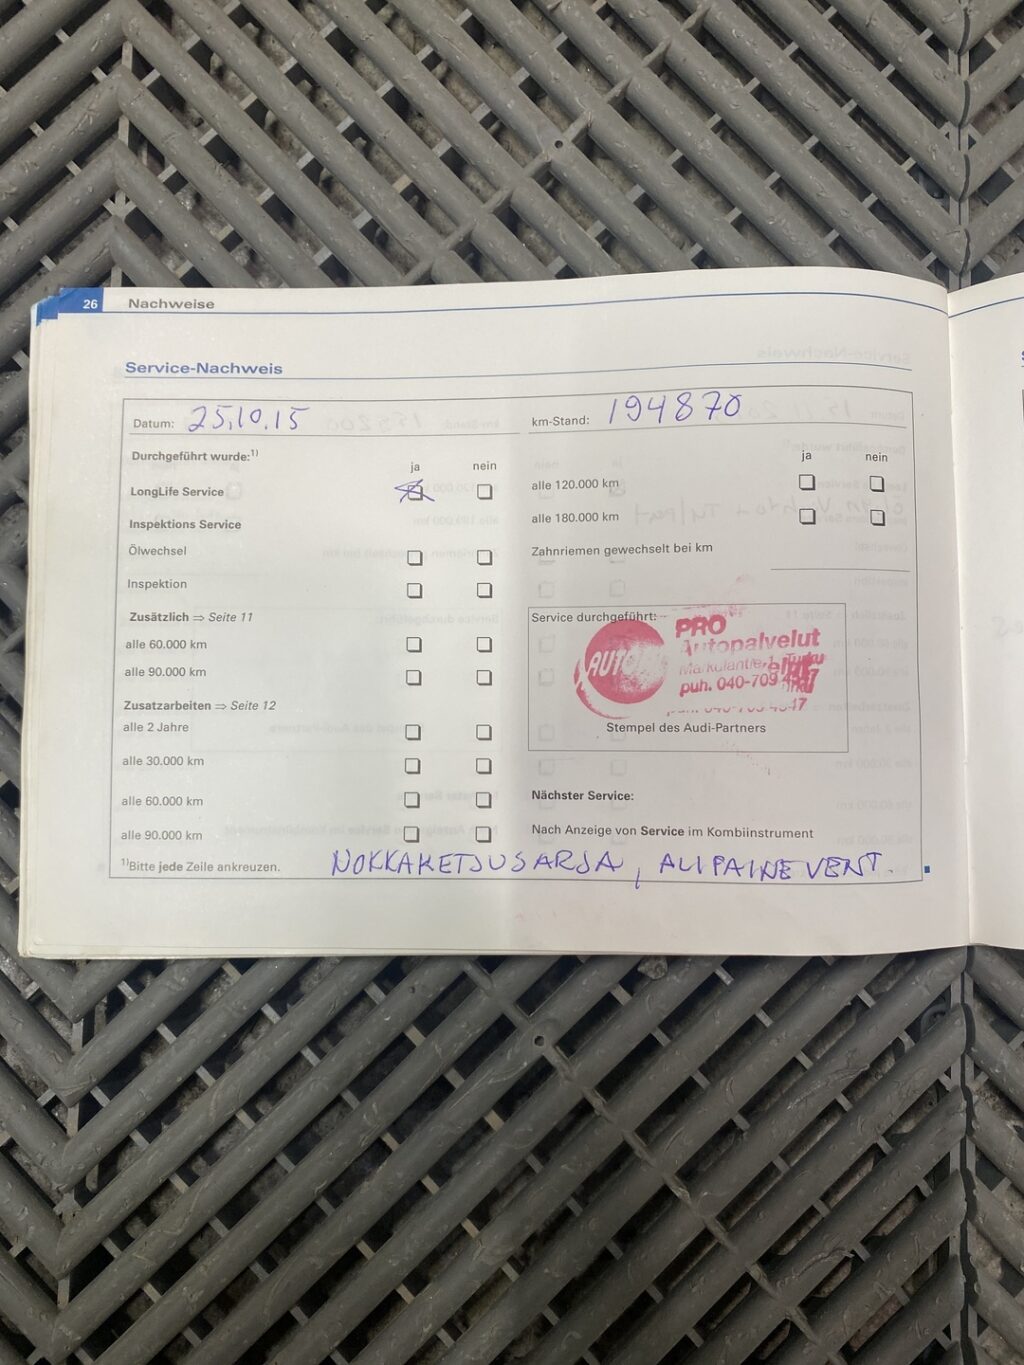 26 Nachweise
Service-Nachweis
Datum: 25.10.15
km-Stand: 194870
Durchgeführt wurde:1)
ja nein
LongLife Service
Inspektions Service
Ölwechsel
Inspektion
Zusätzlich ⇒ Seite 11
alle 60.000 km
alle 90.000 km
Zusatzarbeiten ⇒ Seite 12
alle 2 Jahre
alle 30.000 km
alle 60.000 km
alle 90.000 km
1)Bitte jede Zeile ankreuzen.
ja nein
alle 120.000 km
alle 180.000 km
Zahnriemen gewechselt bei km
Service durchgeführt:
PRO
Autopalvelut
puh. 040-709
Stempel des Audi-Partners
Nächster Service:
Nach Anzeige von Service im Kombiinstrument
NOKKAKETJUSARJA, ALIPAINEVENT.